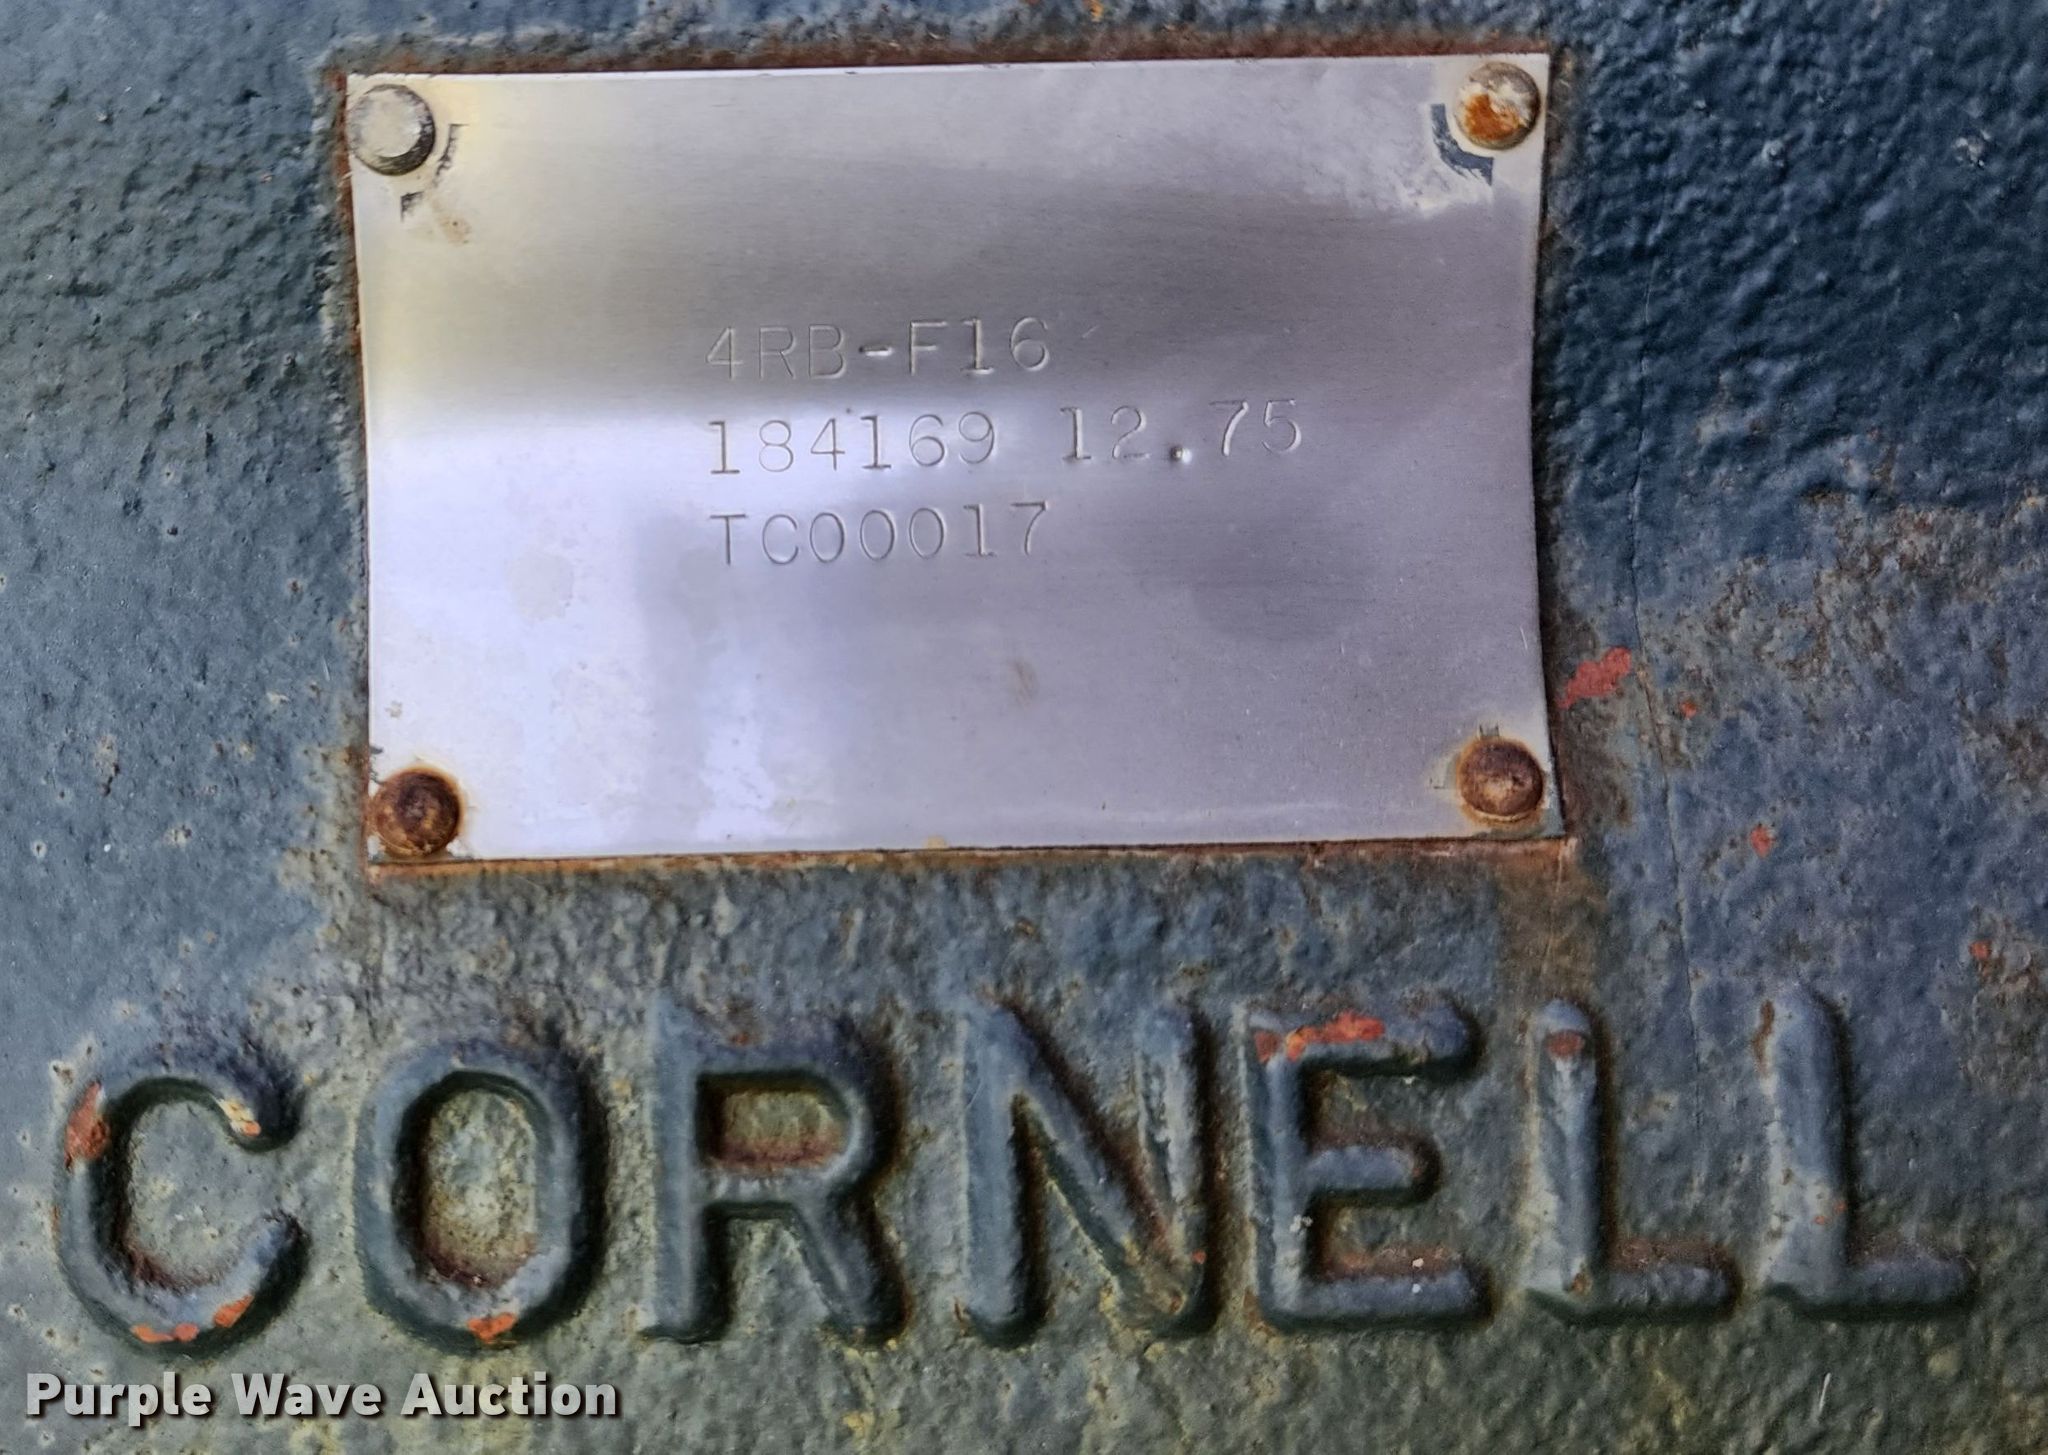 4RB-F16
184169 12.75
TC00017
CORNELL
Purple Wave Auction